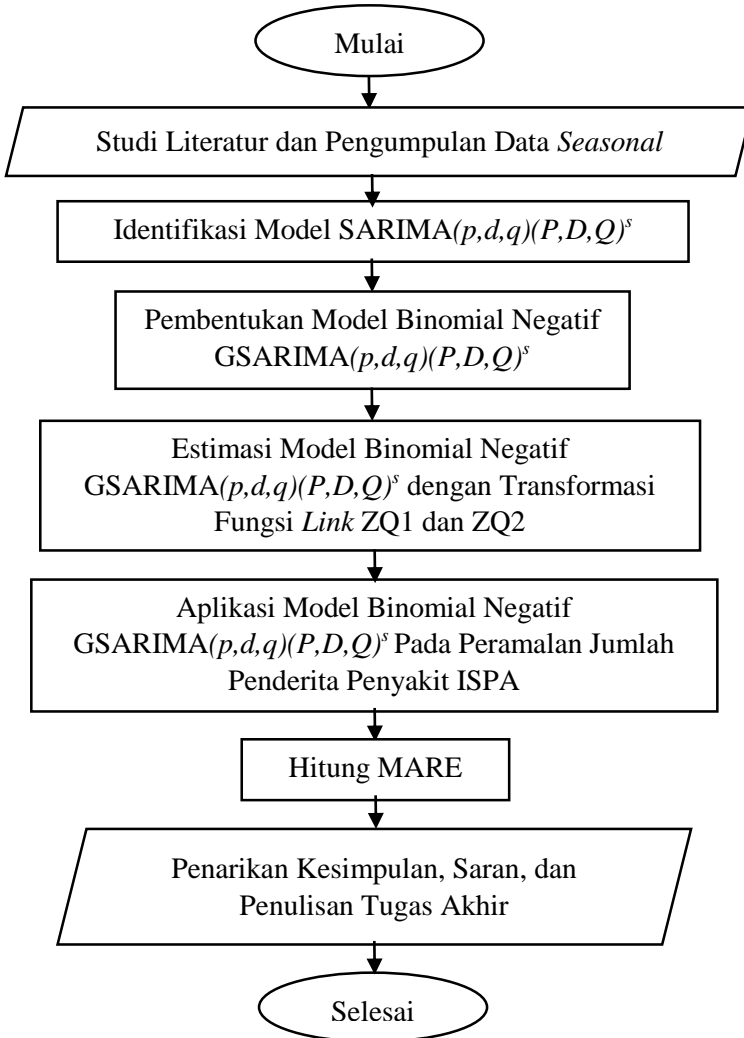 Mulai
Studi Literatur dan Pengumpulan Data Seasonal
Identifikasi Model SARIMA(p,d,q)(P,D,Q)ˢ
Pembentukan Model Binomial Negatif
GSARIMA(p,d,q)(P,D,Q)ˢ
Estimasi Model Binomial Negatif
GSARIMA(p,d,q)(P,D,Q)ˢ dengan Transformasi
Fungsi Link ZQ1 dan ZQ2
Aplikasi Model Binomial Negatif
GSARIMA(p,d,q)(P,D,Q)ˢ Pada Peramalan Jumlah
Penderita Penyakit ISPA
Hitung MARE
Penarikan Kesimpulan, Saran, dan
Penulisan Tugas Akhir
Selesai